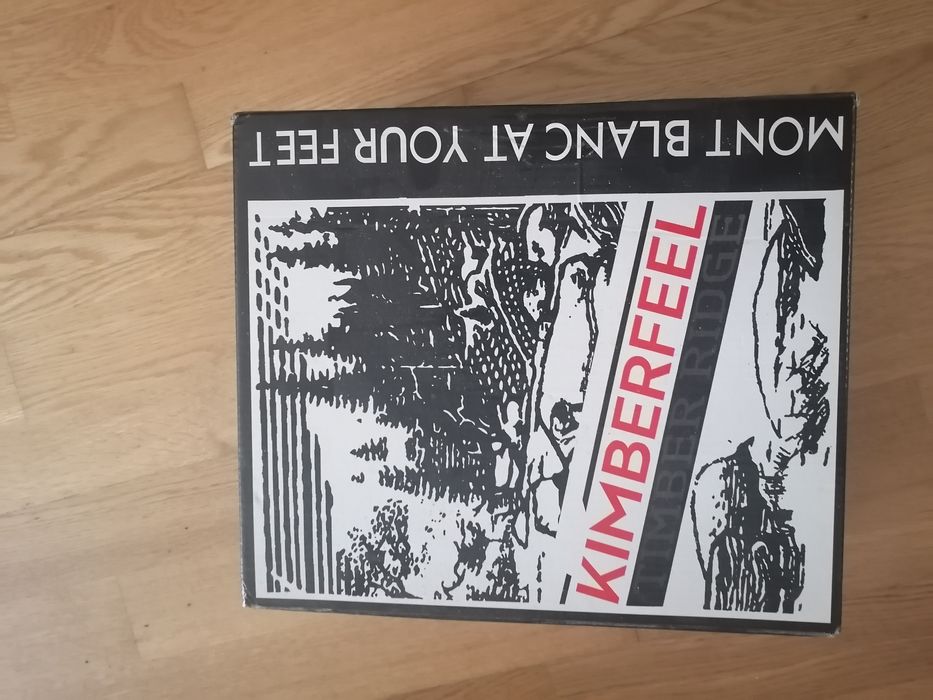 MONT BLANC AT YOUR FEET
KIMBERFEEL
TIMBER RIDGE